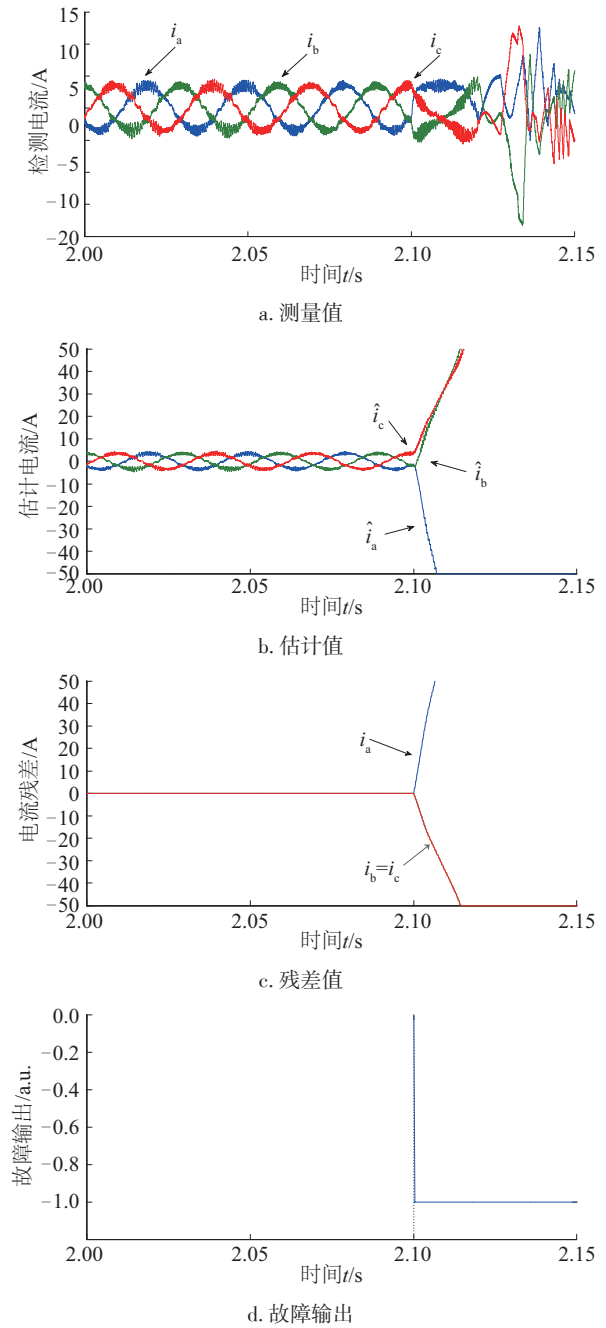 15
10
5
0
−5
−10
−20
检测电流/A
i_a
i_b
i_c
2.00 2.05 2.10 2.15
时间t/s
a. 测量值
50
40
30
20
10
0
−10
−20
−30
−40
−50
估计电流/A
î_c
î_b
î_a
2.00 2.05 2.10 2.15
时间t/s
b. 估计值
50
40
30
20
10
0
−10
−20
−30
−40
−50
电流残差/A
i_a
i_b=i_c
2.00 2.05 2.10 2.15
时间t/s
c. 残差值
0.0
−0.2
−0.4
−0.6
−0.8
−1.0
故障输出/a.u.
2.00 2.05 2.10 2.15
时间t/s
d. 故障输出